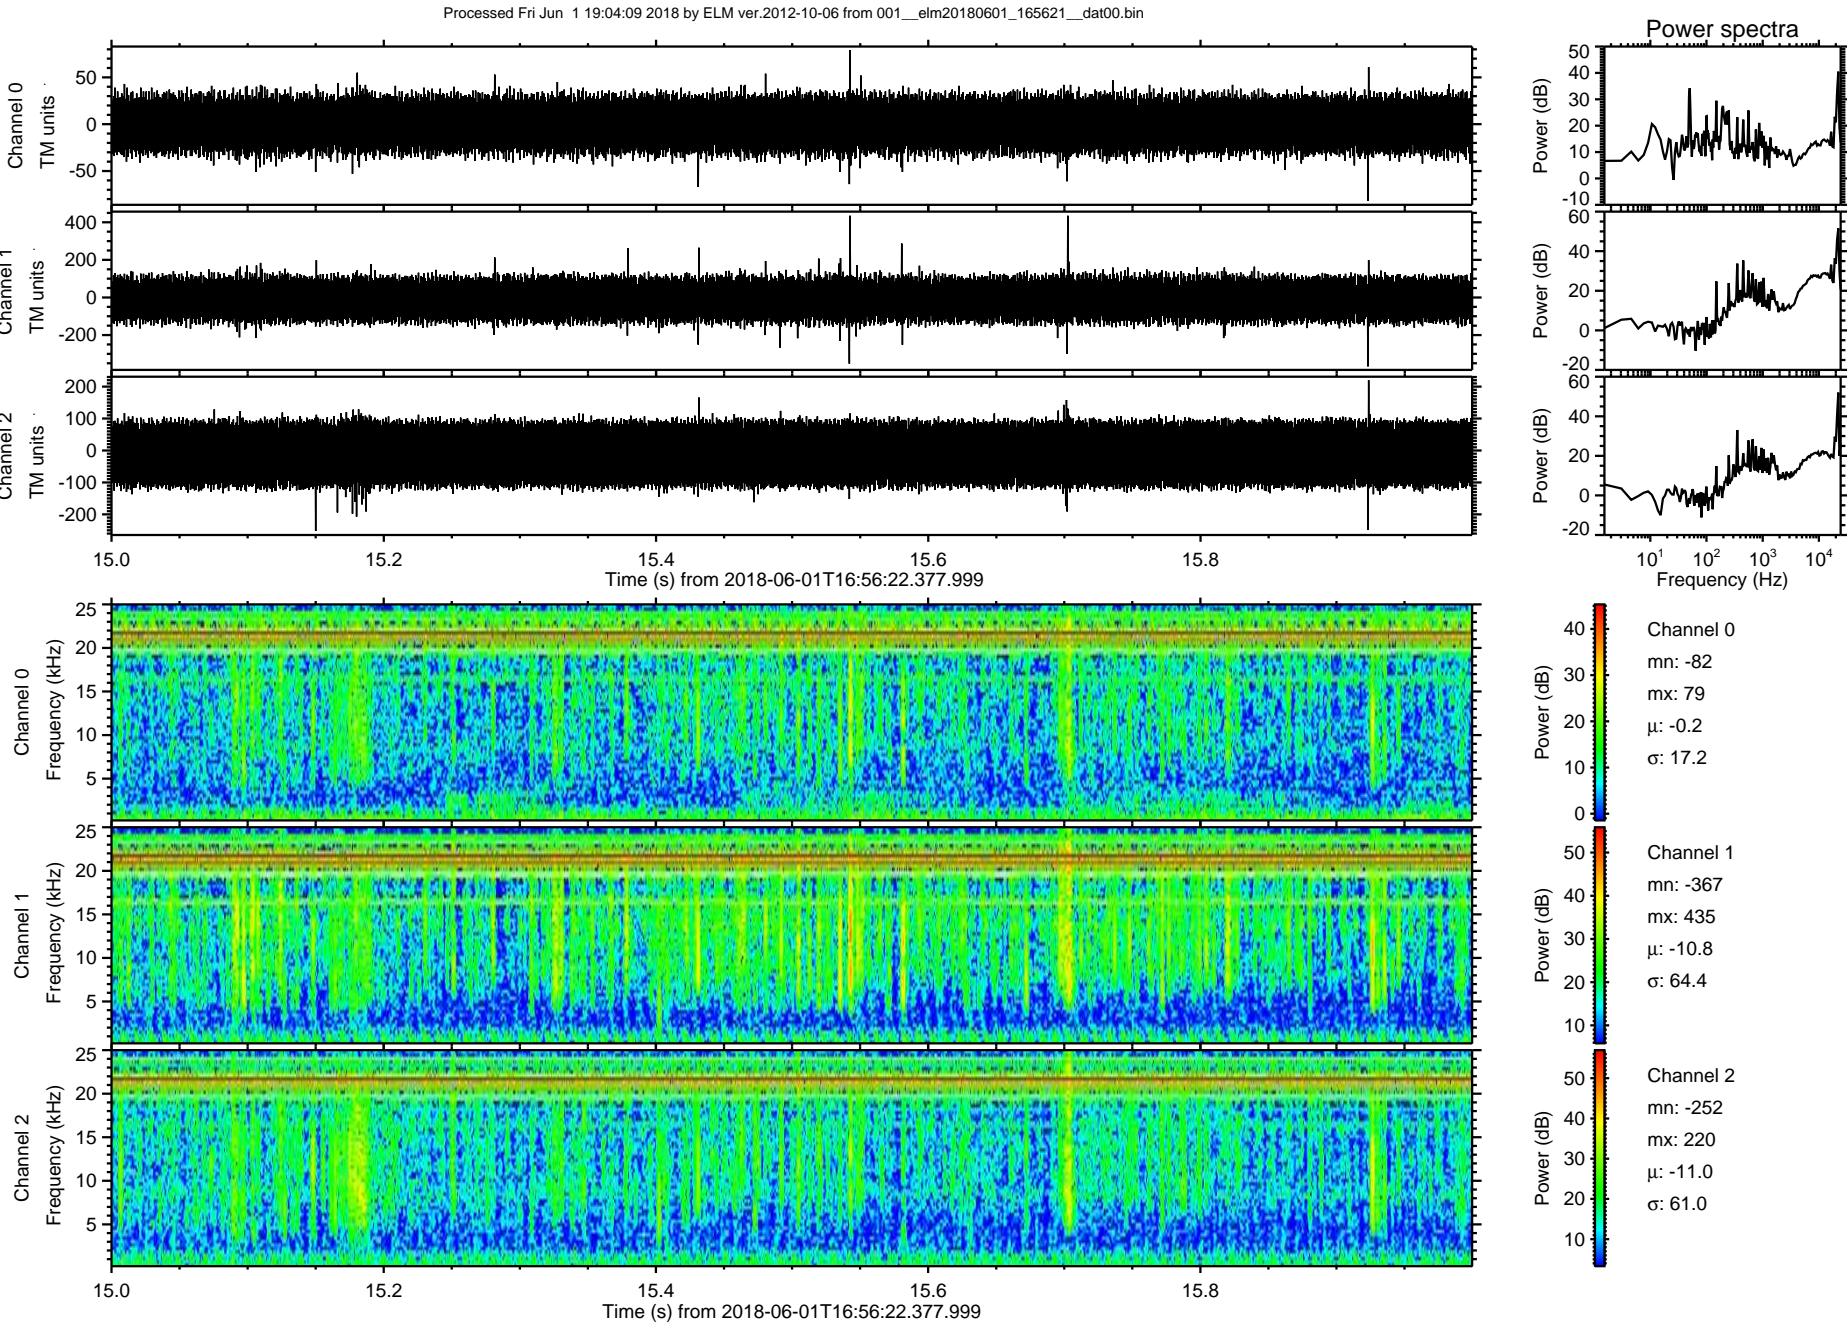 Processed Fri Jun  1 19:04:09 2018 by ELM ver.2012-10-06 from 001__elm20180601_165621__dat00.bin
Power spectra
Channel 0
TM units
50
0
-50
Power (dB)
50
40
30
20
10
0
-10
Channel 1
TM units
400
200
0
-200
Power (dB)
60
40
20
0
-20
Channel 2
TM units
200
100
0
-100
-200
Power (dB)
60
40
20
0
-20
15.0 15.2 15.4 15.6 15.8
Time (s) from 2018-06-01T16:56:22.377.999
10¹ 10² 10³ 10⁴
Frequency (Hz)
Channel 0
Frequency (kHz)
25
20
15
10
5
Power (dB)
40
30
20
10
0
Channel 0
mn: -82
mx: 79
μ: -0.2
σ: 17.2
Channel 1
Frequency (kHz)
25
20
15
10
5
Power (dB)
50
40
30
20
10
Channel 1
mn: -367
mx: 435
μ: -10.8
σ: 64.4
Channel 2
Frequency (kHz)
25
20
15
10
5
Power (dB)
50
40
30
20
10
Channel 2
mn: -252
mx: 220
μ: -11.0
σ: 61.0
15.0 15.2 15.4 15.6 15.8
Time (s) from 2018-06-01T16:56:22.377.999